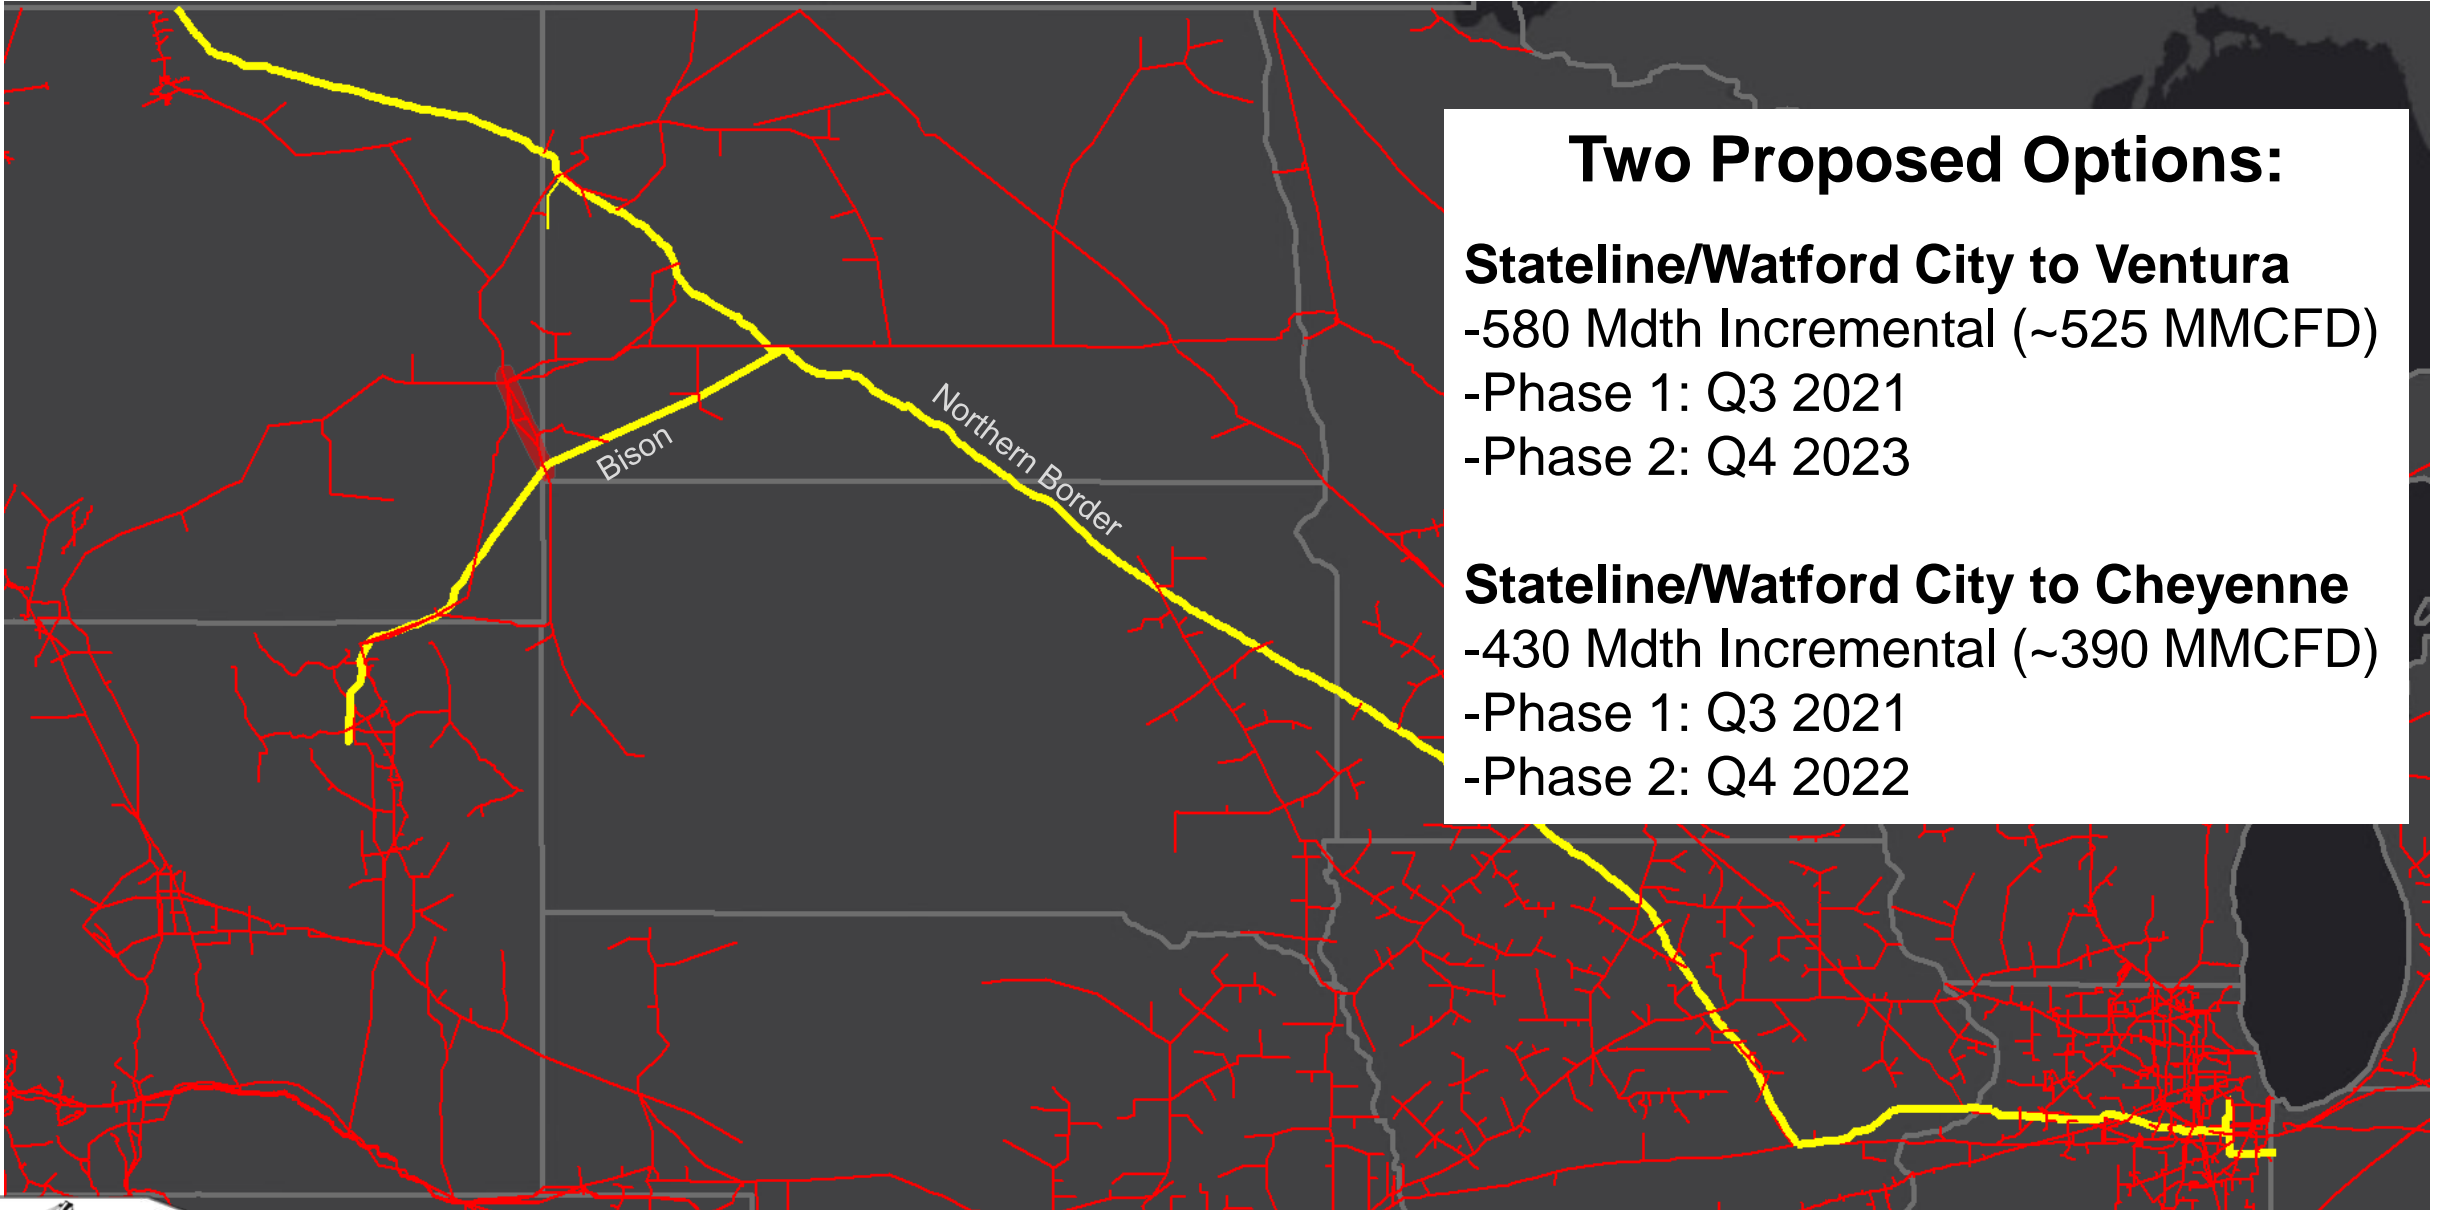 Two Proposed Options:
Stateline/Watford City to Ventura
-580 Mdth Incremental (~525 MMCFD)
-Phase 1: Q3 2021
-Phase 2: Q4 2023
Stateline/Watford City to Cheyenne
-430 Mdth Incremental (~390 MMCFD)
-Phase 1: Q3 2021
-Phase 2: Q4 2022
Northern Border
Bison